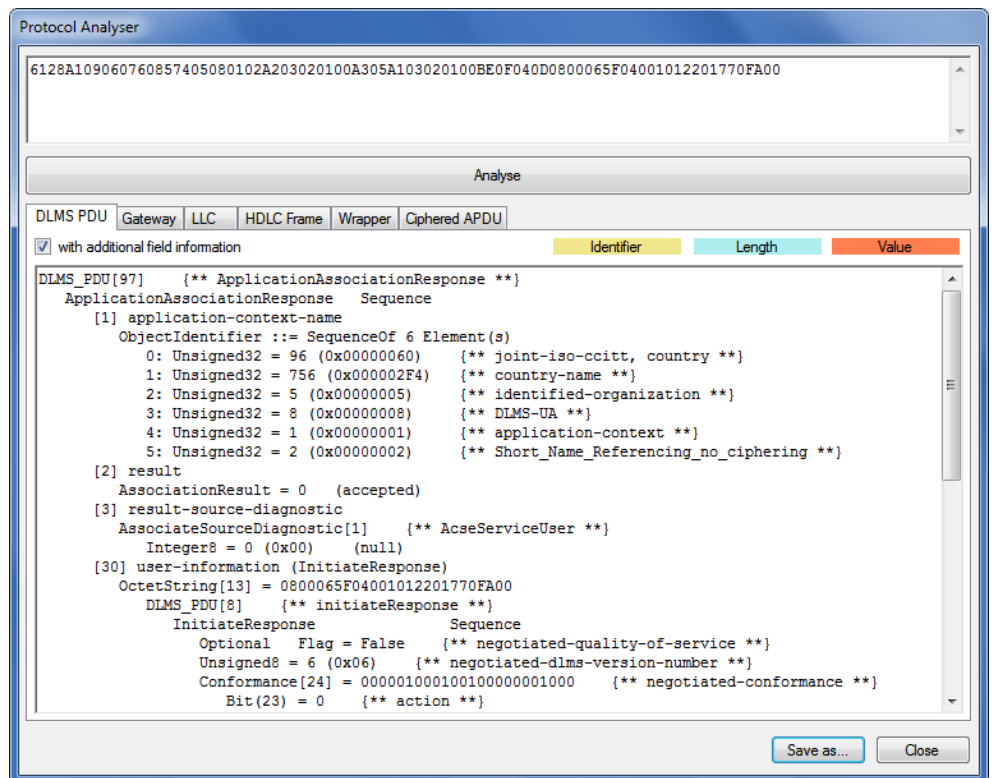 Protocol Analyser
6128A109060760857405080102A203020100A305A103020100BE0F040D0800065F04001012201770FA00
Analyse
DLMS PDU Gateway LLC HDLC Frame Wrapper Ciphered APDU
with additional field information Identifier Length Value
DLMS_PDU[97] {** ApplicationAssociationResponse **}
ApplicationAssociationResponse Sequence
[1] application-context-name
ObjectIdentifier ::= SequenceOf 6 Element(s)
0: Unsigned32 = 96 (0x00000060) {** joint-iso-ccitt, country **}
1: Unsigned32 = 756 (0x000002F4) {** country-name **}
2: Unsigned32 = 5 (0x00000005) {** identified-organization **}
3: Unsigned32 = 8 (0x00000008) {** DLMS-UA **}
4: Unsigned32 = 1 (0x00000001) {** application-context **}
5: Unsigned32 = 2 (0x00000002) {** Short_Name_Referencing_no_ciphering **}
[2] result
AssociationResult = 0 (accepted)
[3] result-source-diagnostic
AssociateSourceDiagnostic[1] {** AcseServiceUser **}
Integer8 = 0 (0x00) (null)
[30] user-information (InitiateResponse)
OctetString[13] = 0800065F04001012201770FA00
DLMS_PDU[8] {** initiateResponse **}
InitiateResponse Sequence
Optional Flag = False {** negotiated-quality-of-service **}
Unsigned8 = 6 (0x06) {** negotiated-dlms-version-number **}
Conformance[24] = 000001000100100000001000 {** negotiated-conformance **}
Bit(23) = 0 {** action **}
Save as... Close